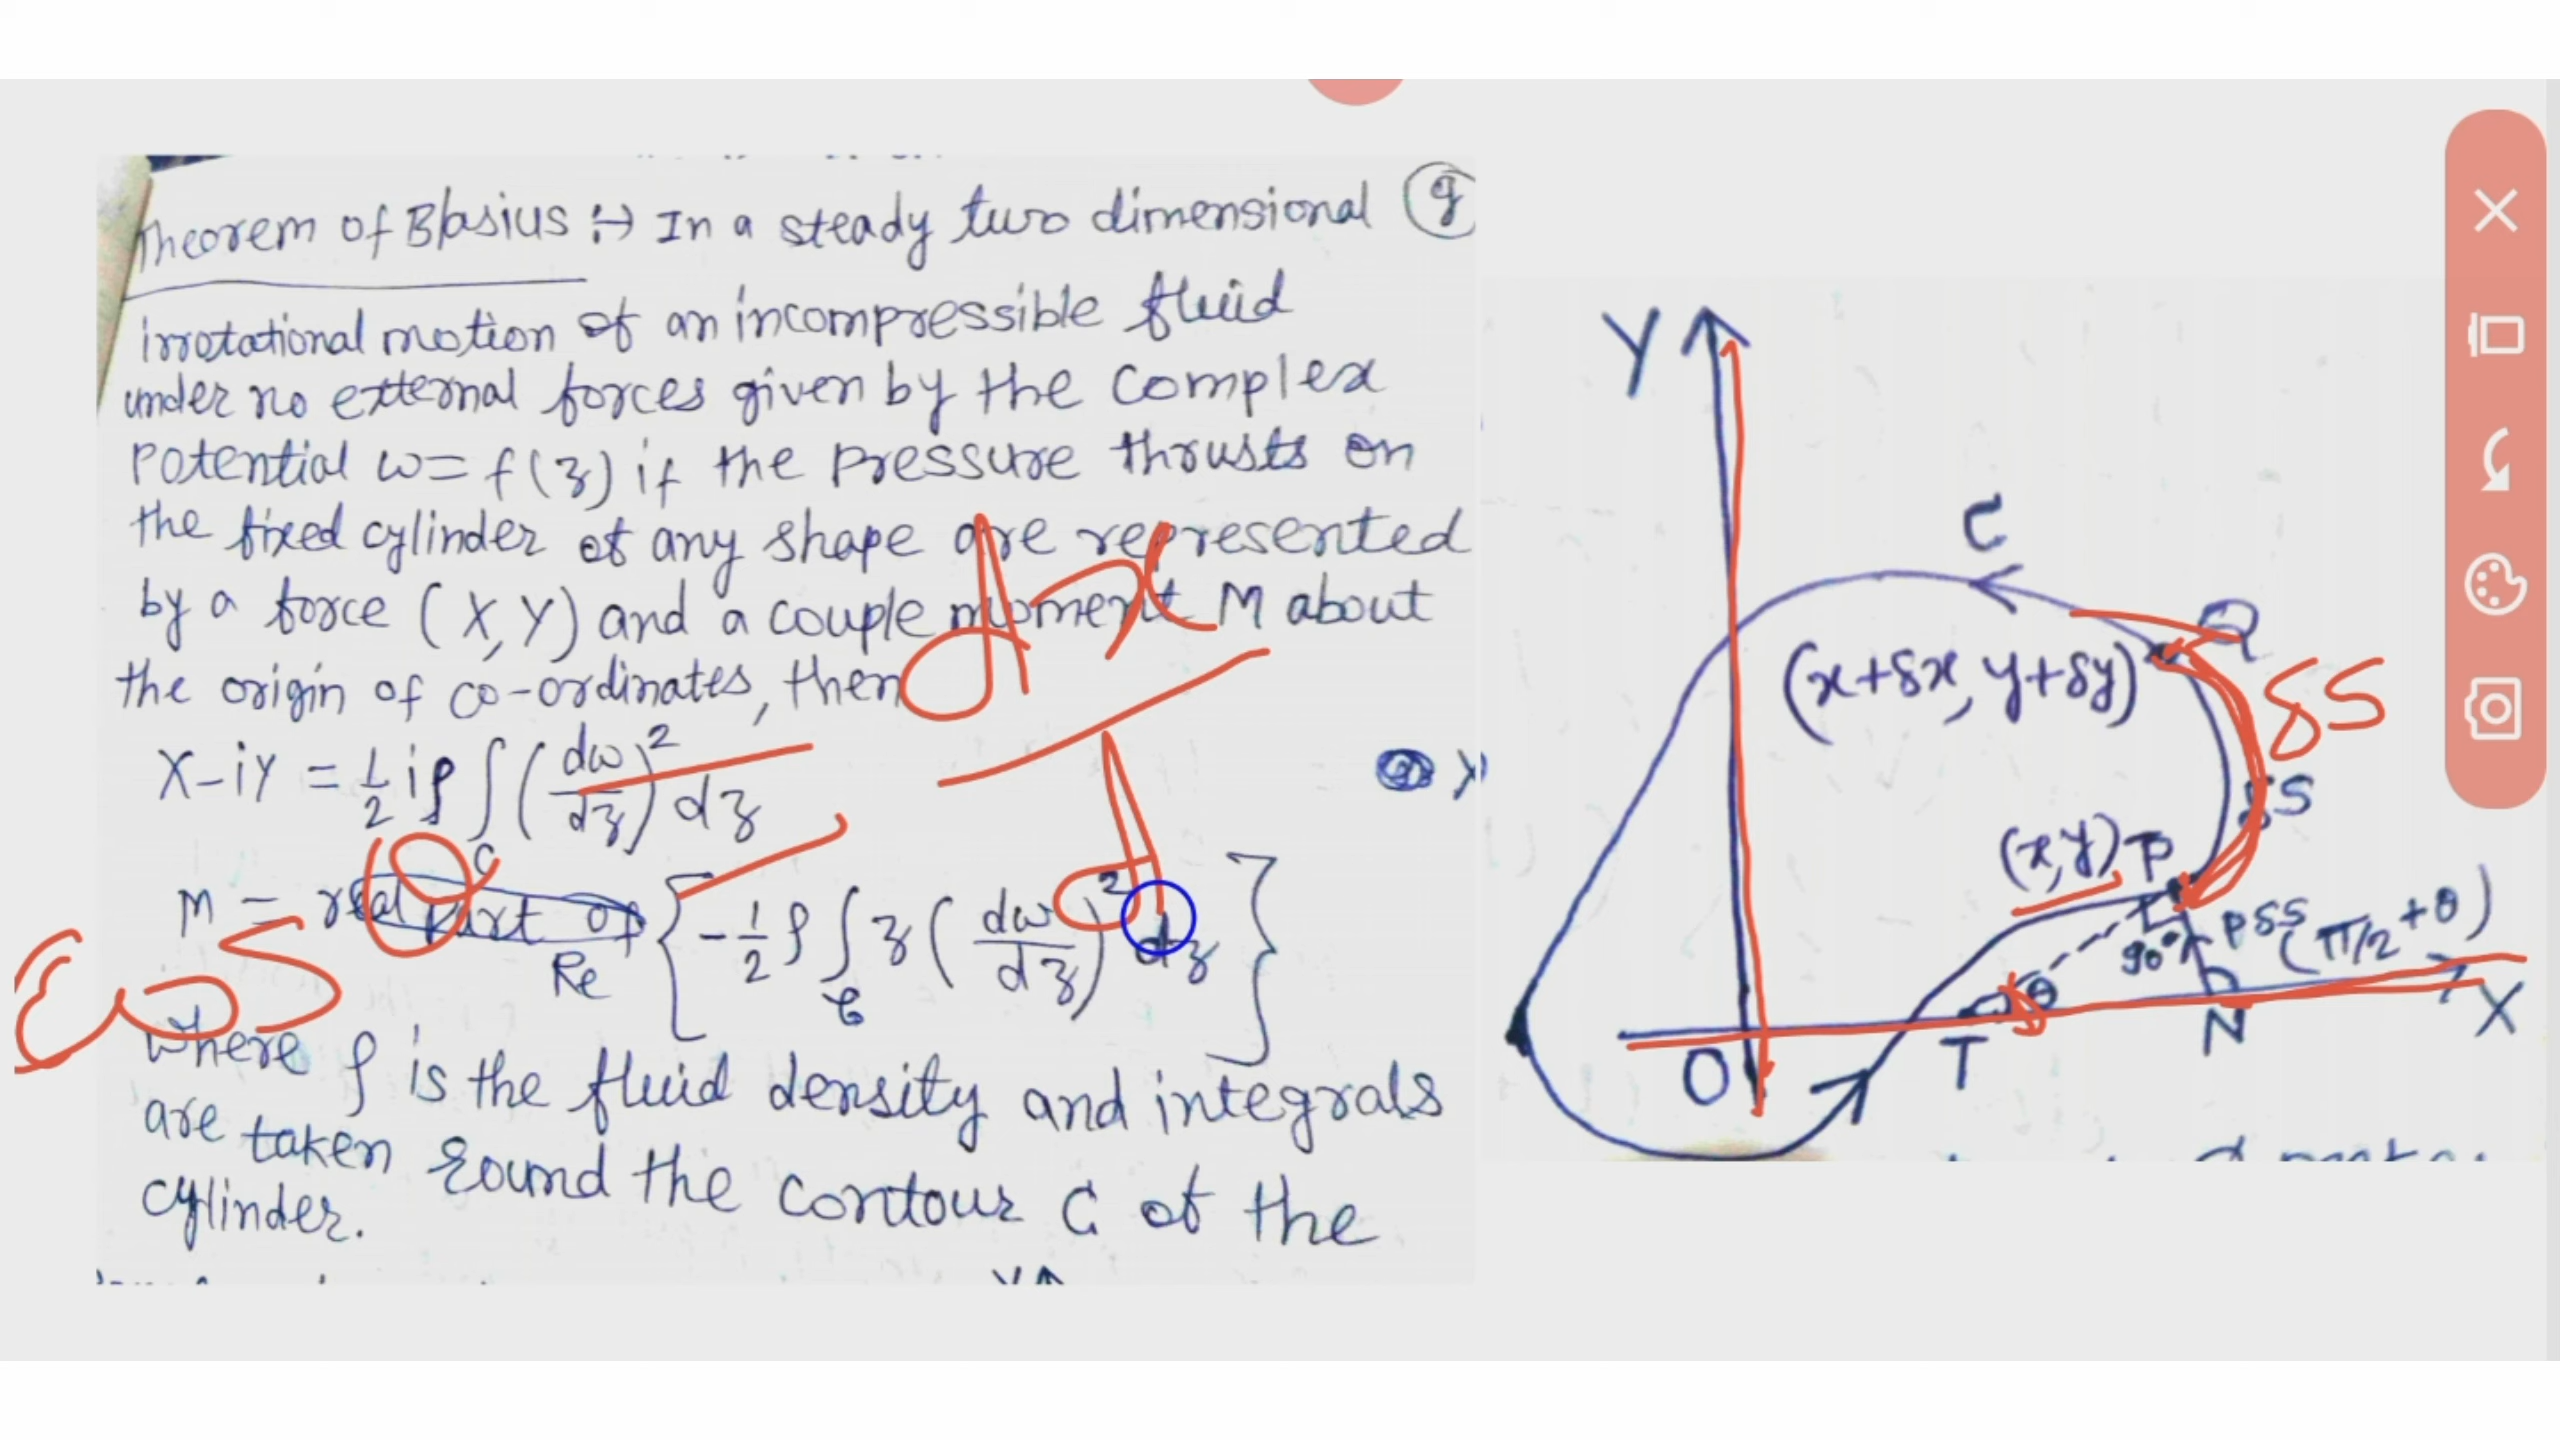 Theorem of Blasius :→ In a steady two dimensional 9
irrotational motion of an incompressible fluid
under no external forces given by the complex
Potential w = f(z) if the pressure thrusts on
the fixed cylinder of any shape are represented
by a force (X, Y) and a couple moment M about
the origin of co-ordinates, then
X-iY = 1/2 iρ ∫c (dw/dz)² dz
M = real part of Re { -1/2 ρ ∫c z (dw/dz)² dz }
where ρ is the fluid density and integrals
are taken round the contour C of the
cylinder.
cos θ
dx
d
Y
C
Q
(x+δx, y+δy)
δS
δS
(x,y) P
pδs (π/2+θ)
90°
θ
O
T
N
X